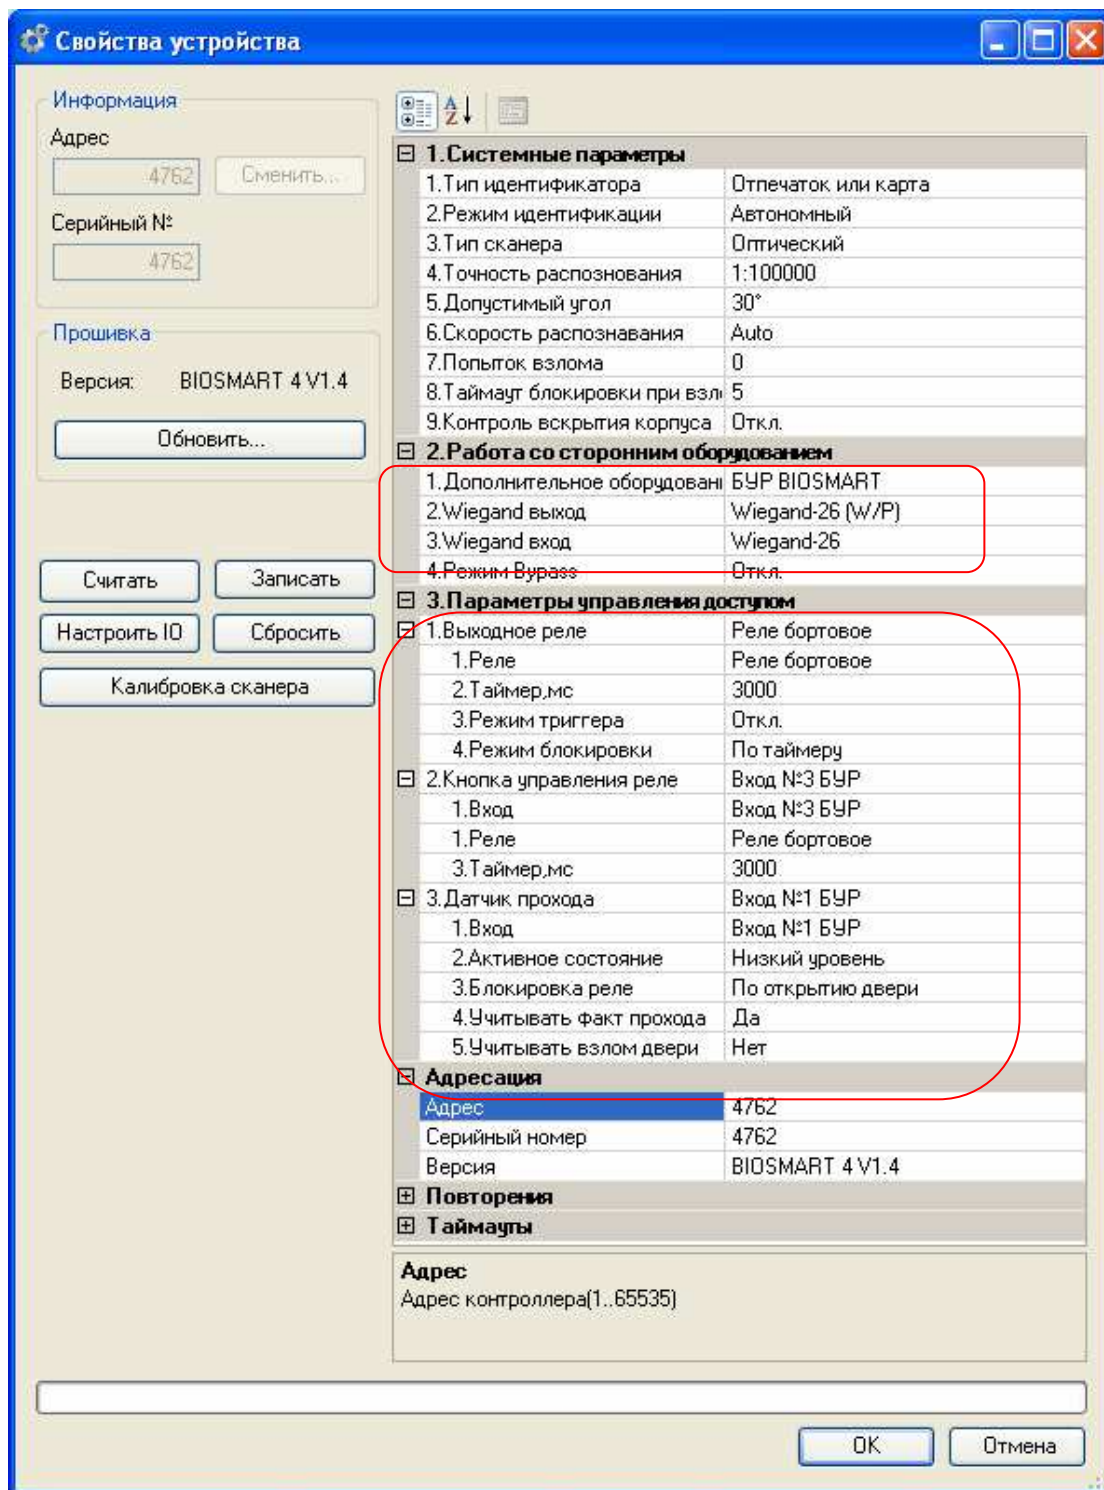 Свойства устройства
Информация
Адрес
4762
Сменить...
Серийный №
4762
Прошивка
Версия: BIOSMART 4 V1.4
Обновить...
Считать
Записать
Настроить IO
Сбросить
Калибровка сканера
1.Системные параметры
1.Тип идентификатора Отпечаток или карта
2.Режим идентификации Автономный
3.Тип сканера Оптический
4.Точность распознования 1:100000
5.Допустимый угол 30°
6.Скорость распознавания Auto
7.Попыток взлома 0
8.Таймаут блокировки при взл 5
9.Контроль вскрытия корпуса Откл.
2.Работа со сторонним оборудованием
1.Дополнительное оборудован БУР BIOSMART
2.Wiegand выход Wiegand-26 (W/P)
3.Wiegand вход Wiegand-26
4.Режим Bypass Откл.
3.Параметры управления доступом
1.Выходное реле Реле бортовое
1.Реле Реле бортовое
2.Таймер,мс 3000
3.Режим триггера Откл.
4.Режим блокировки По таймеру
2.Кнопка управления реле Вход №3 БУР
1.Вход Вход №3 БУР
1.Реле Реле бортовое
3.Таймер,мс 3000
3.Датчик прохода Вход №1 БУР
1.Вход Вход №1 БУР
2.Активное состояние Низкий уровень
3.Блокировка реле По открытию двери
4.Учитывать факт прохода Да
5.Учитывать взлом двери Нет
Адресация
Адрес 4762
Серийный номер 4762
Версия BIOSMART 4 V1.4
Повторения
Таймауты
Адрес
Адрес контроллера(1..65535)
OK
Отмена